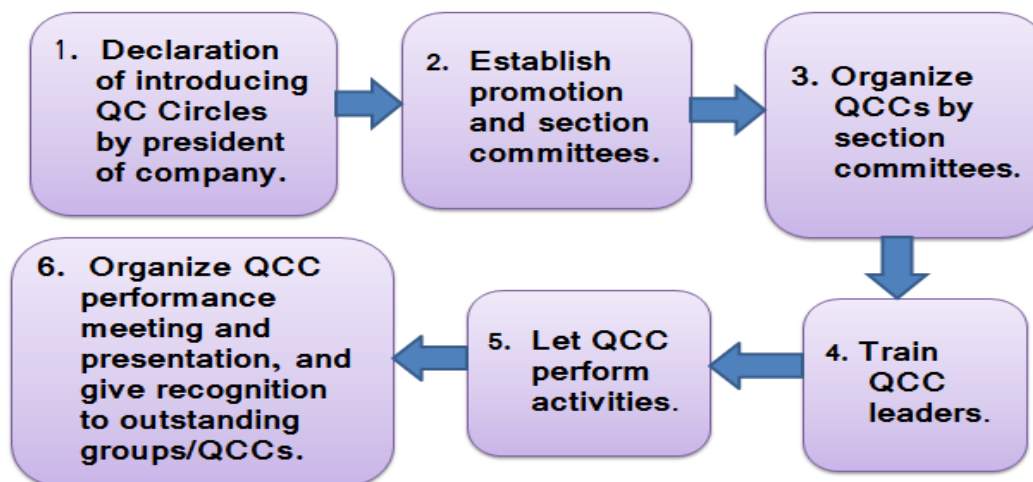 1. Declaration
of introducing
QC Circles
by president
of company.
2. Establish
promotion
and section
committees.
3. Organize
QCCs by
section
committees.
4. Train
QCC
leaders.
5. Let QCC
perform
activities.
6. Organize QCC
performance
meeting and
presentation, and
give recognition
to outstanding
groups/QCCs.